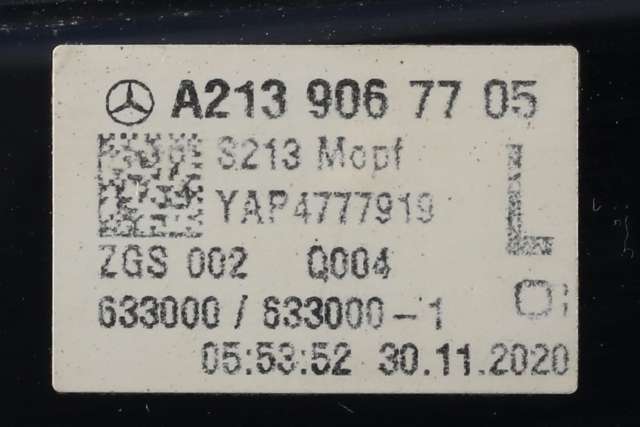 A213 906 77 05
S213 Mopf
YAP4777919
L
ZGS 002 Q004
633000 / 633000-1
05:53:52 30.11.2020